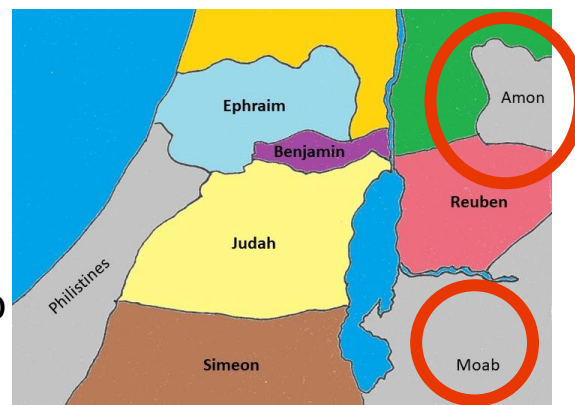 Amon
Ephraim
Benjamin
Reuben
Judah
Philistines
Simeon
Moab